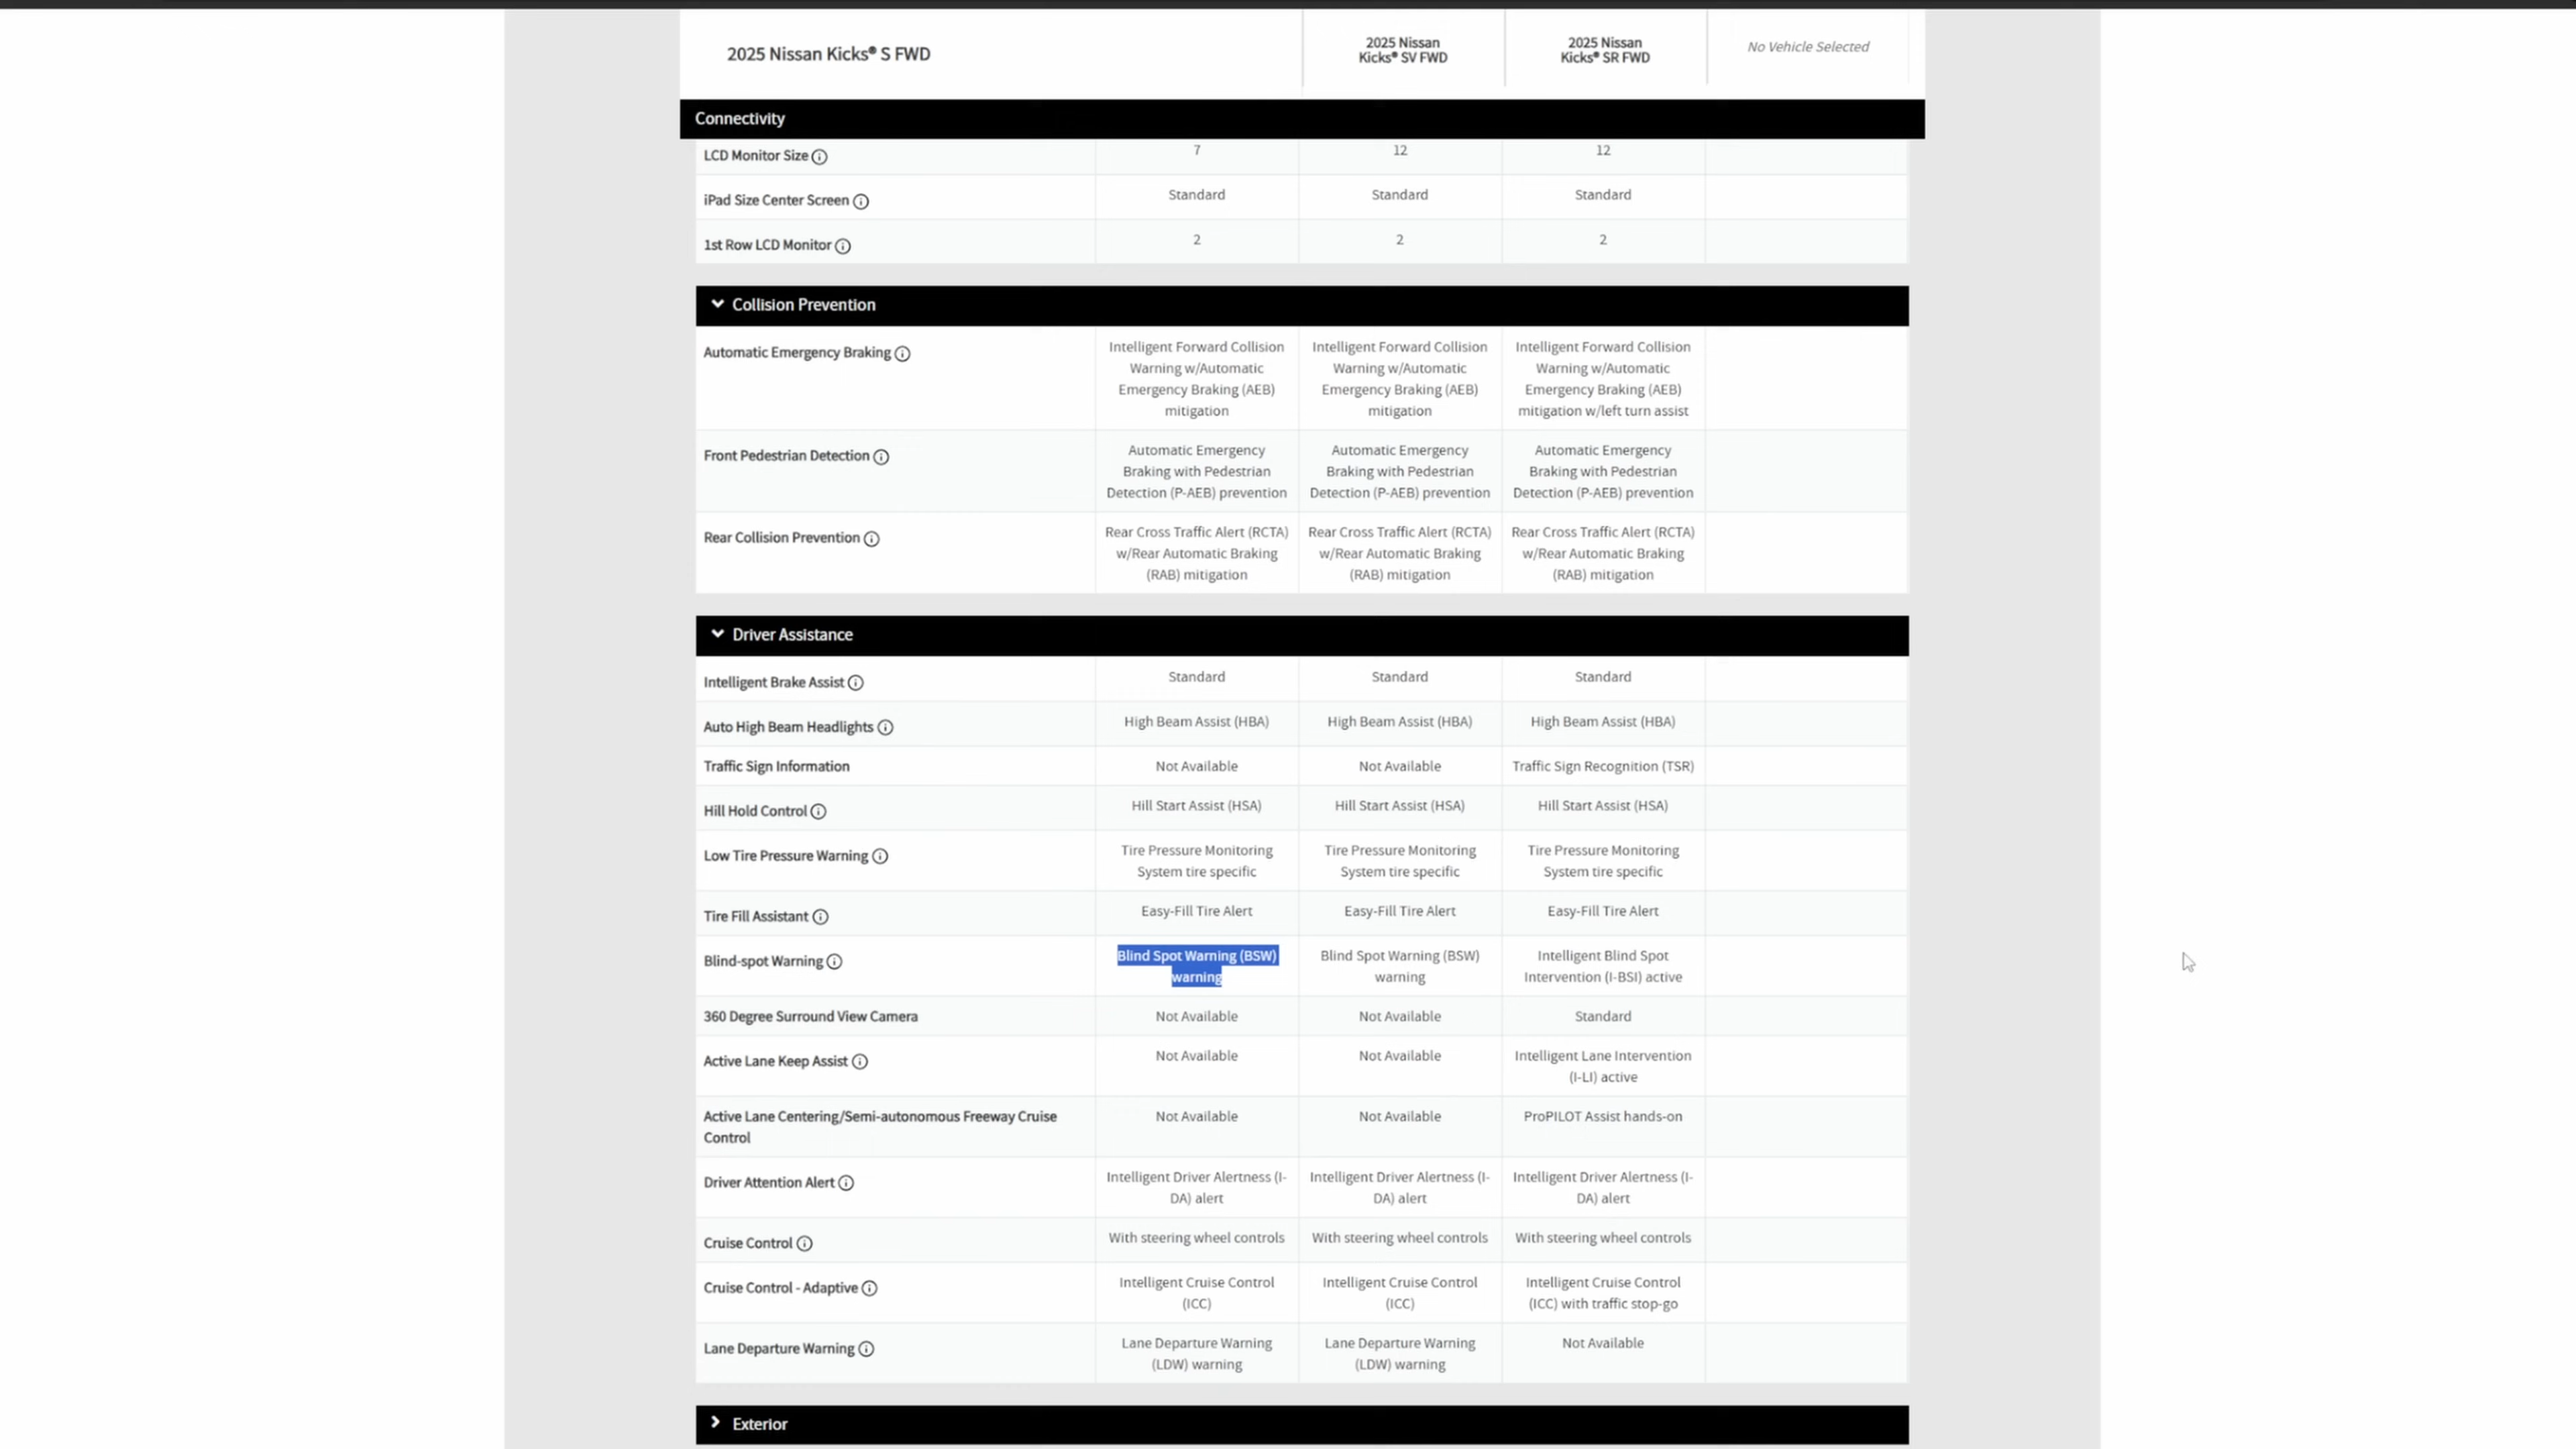 2025 Nissan Kicks® S FWD
2025 Nissan
Kicks® SV FWD
2025 Nissan
Kicks® SR FWD
No Vehicle Selected
Connectivity
LCD Monitor Size 7 12 12
iPad Size Center Screen Standard Standard Standard
1st Row LCD Monitor 2 2 2
Collision Prevention
Automatic Emergency Braking
Intelligent Forward Collision
Warning w/Automatic
Emergency Braking (AEB)
mitigation
Intelligent Forward Collision
Warning w/Automatic
Emergency Braking (AEB)
mitigation
Intelligent Forward Collision
Warning w/Automatic
Emergency Braking (AEB)
mitigation w/left turn assist
Front Pedestrian Detection
Automatic Emergency
Braking with Pedestrian
Detection (P-AEB) prevention
Automatic Emergency
Braking with Pedestrian
Detection (P-AEB) prevention
Automatic Emergency
Braking with Pedestrian
Detection (P-AEB) prevention
Rear Collision Prevention
Rear Cross Traffic Alert (RCTA)
w/Rear Automatic Braking
(RAB) mitigation
Rear Cross Traffic Alert (RCTA)
w/Rear Automatic Braking
(RAB) mitigation
Rear Cross Traffic Alert (RCTA)
w/Rear Automatic Braking
(RAB) mitigation
Driver Assistance
Intelligent Brake Assist Standard Standard Standard
Auto High Beam Headlights High Beam Assist (HBA) High Beam Assist (HBA) High Beam Assist (HBA)
Traffic Sign Information Not Available Not Available Traffic Sign Recognition (TSR)
Hill Hold Control Hill Start Assist (HSA) Hill Start Assist (HSA) Hill Start Assist (HSA)
Low Tire Pressure Warning
Tire Pressure Monitoring
System tire specific
Tire Pressure Monitoring
System tire specific
Tire Pressure Monitoring
System tire specific
Tire Fill Assistant Easy-Fill Tire Alert Easy-Fill Tire Alert Easy-Fill Tire Alert
Blind-spot Warning
Blind Spot Warning (BSW)
warning
Blind Spot Warning (BSW)
warning
Intelligent Blind Spot
Intervention (I-BSI) active
360 Degree Surround View Camera Not Available Not Available Standard
Active Lane Keep Assist Not Available Not Available
Intelligent Lane Intervention
(I-LI) active
Active Lane Centering/Semi-autonomous Freeway Cruise
Control
Not Available Not Available ProPILOT Assist hands-on
Driver Attention Alert
Intelligent Driver Alertness (I-
DA) alert
Intelligent Driver Alertness (I-
DA) alert
Intelligent Driver Alertness (I-
DA) alert
Cruise Control With steering wheel controls With steering wheel controls With steering wheel controls
Cruise Control - Adaptive
Intelligent Cruise Control
(ICC)
Intelligent Cruise Control
(ICC)
Intelligent Cruise Control
(ICC) with traffic stop-go
Lane Departure Warning
Lane Departure Warning
(LDW) warning
Lane Departure Warning
(LDW) warning
Not Available
Exterior